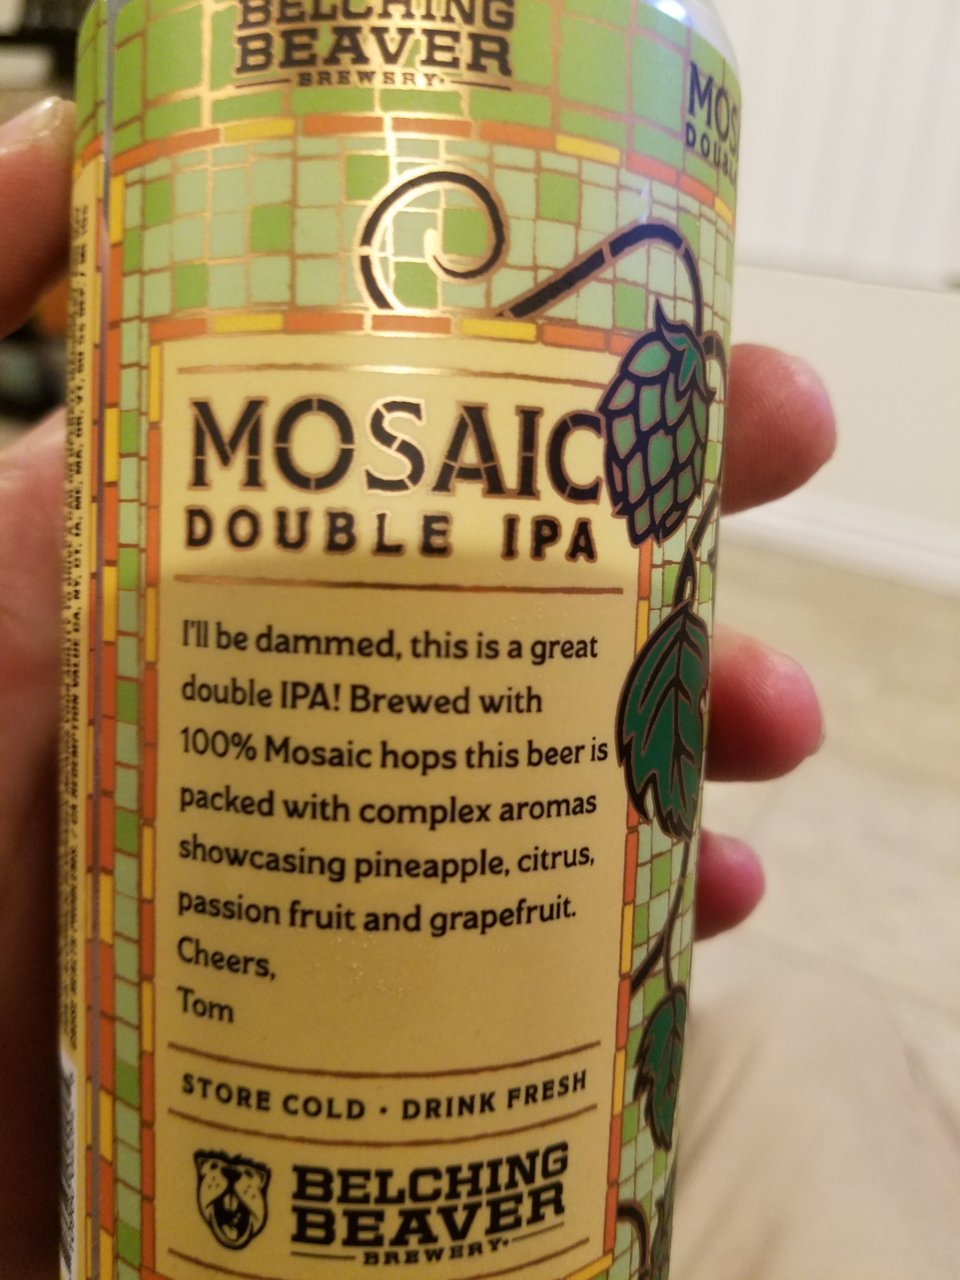 BELCHING
BEAVER
BREWERY
MOS
DOUB
MOSAIC
DOUBLE IPA
I'll be dammed, this is a great
double IPA! Brewed with
100% Mosaic hops this beer is
packed with complex aromas
showcasing pineapple, citrus,
passion fruit and grapefruit.
Cheers,
Tom
STORE COLD · DRINK FRESH
BELCHING
BEAVER
BREWERY